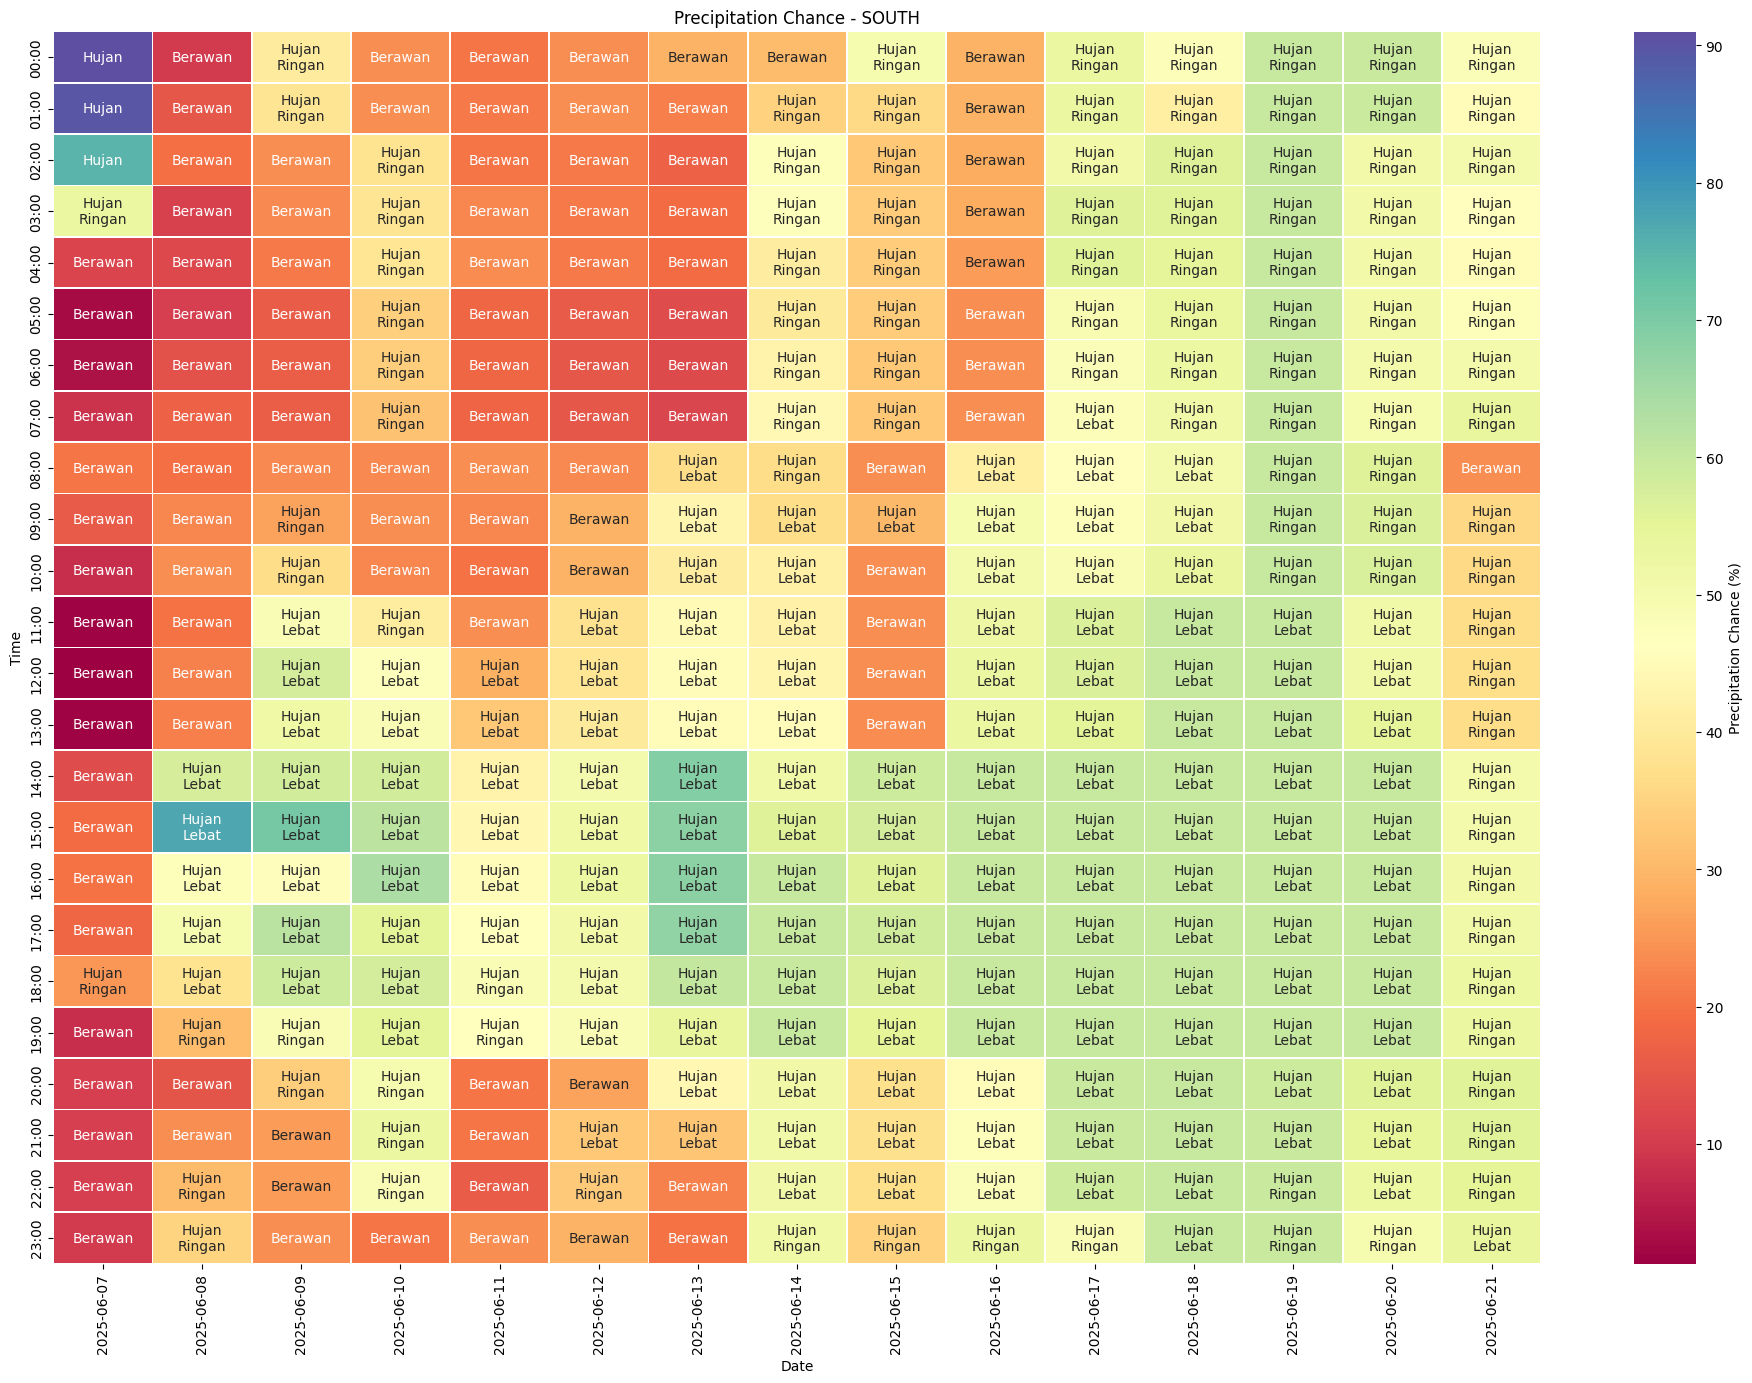 Precipitation Chance - SOUTH
00:00 Hujan Berawan Hujan Ringan Berawan Berawan Berawan Berawan Berawan Hujan Ringan Berawan Hujan Ringan Hujan Ringan Hujan Ringan Hujan Ringan Hujan Ringan
01:00 Hujan Berawan Hujan Ringan Berawan Berawan Berawan Berawan Hujan Ringan Hujan Ringan Berawan Hujan Ringan Hujan Ringan Hujan Ringan Hujan Ringan Hujan Ringan
02:00 Hujan Berawan Berawan Hujan Ringan Berawan Berawan Berawan Hujan Ringan Hujan Ringan Berawan Hujan Ringan Hujan Ringan Hujan Ringan Hujan Ringan Hujan Ringan
03:00 Hujan Ringan Berawan Berawan Hujan Ringan Berawan Berawan Berawan Hujan Ringan Hujan Ringan Berawan Hujan Ringan Hujan Ringan Hujan Ringan Hujan Ringan Hujan Ringan
04:00 Berawan Berawan Berawan Hujan Ringan Berawan Berawan Berawan Hujan Ringan Hujan Ringan Berawan Hujan Ringan Hujan Ringan Hujan Ringan Hujan Ringan Hujan Ringan
05:00 Berawan Berawan Berawan Hujan Ringan Berawan Berawan Berawan Hujan Ringan Hujan Ringan Berawan Hujan Ringan Hujan Ringan Hujan Ringan Hujan Ringan Hujan Ringan
06:00 Berawan Berawan Berawan Hujan Ringan Berawan Berawan Berawan Hujan Ringan Hujan Ringan Berawan Hujan Ringan Hujan Ringan Hujan Ringan Hujan Ringan Hujan Ringan
07:00 Berawan Berawan Berawan Hujan Ringan Berawan Berawan Berawan Hujan Ringan Hujan Ringan Berawan Hujan Lebat Hujan Ringan Hujan Ringan Hujan Ringan Hujan Ringan
08:00 Berawan Berawan Berawan Berawan Berawan Berawan Hujan Lebat Hujan Ringan Berawan Hujan Lebat Hujan Lebat Hujan Lebat Hujan Ringan Hujan Ringan Berawan
09:00 Berawan Berawan Hujan Ringan Berawan Berawan Berawan Hujan Lebat Hujan Lebat Hujan Lebat Hujan Lebat Hujan Lebat Hujan Lebat Hujan Ringan Hujan Ringan Hujan Ringan
10:00 Berawan Berawan Hujan Ringan Berawan Berawan Berawan Hujan Lebat Hujan Lebat Berawan Hujan Lebat Hujan Lebat Hujan Lebat Hujan Ringan Hujan Ringan Hujan Ringan
11:00 Berawan Berawan Hujan Lebat Hujan Ringan Berawan Hujan Lebat Hujan Lebat Hujan Lebat Berawan Hujan Lebat Hujan Lebat Hujan Lebat Hujan Lebat Hujan Lebat Hujan Ringan
12:00 Berawan Berawan Hujan Lebat Hujan Lebat Hujan Lebat Hujan Lebat Hujan Lebat Hujan Lebat Berawan Hujan Lebat Hujan Lebat Hujan Lebat Hujan Lebat Hujan Lebat Hujan Ringan
13:00 Berawan Berawan Hujan Lebat Hujan Lebat Hujan Lebat Hujan Lebat Hujan Lebat Hujan Lebat Berawan Hujan Lebat Hujan Lebat Hujan Lebat Hujan Lebat Hujan Lebat Hujan Ringan
14:00 Berawan Hujan Lebat Hujan Lebat Hujan Lebat Hujan Lebat Hujan Lebat Hujan Lebat Hujan Lebat Hujan Lebat Hujan Lebat Hujan Lebat Hujan Lebat Hujan Lebat Hujan Lebat Hujan Ringan
15:00 Berawan Hujan Lebat Hujan Lebat Hujan Lebat Hujan Lebat Hujan Lebat Hujan Lebat Hujan Lebat Hujan Lebat Hujan Lebat Hujan Lebat Hujan Lebat Hujan Lebat Hujan Lebat Hujan Ringan
16:00 Berawan Hujan Lebat Hujan Lebat Hujan Lebat Hujan Lebat Hujan Lebat Hujan Lebat Hujan Lebat Hujan Lebat Hujan Lebat Hujan Lebat Hujan Lebat Hujan Lebat Hujan Lebat Hujan Ringan
17:00 Berawan Hujan Lebat Hujan Lebat Hujan Lebat Hujan Lebat Hujan Lebat Hujan Lebat Hujan Lebat Hujan Lebat Hujan Lebat Hujan Lebat Hujan Lebat Hujan Lebat Hujan Lebat Hujan Ringan
18:00 Hujan Ringan Hujan Lebat Hujan Lebat Hujan Lebat Hujan Ringan Hujan Lebat Hujan Lebat Hujan Lebat Hujan Lebat Hujan Lebat Hujan Lebat Hujan Lebat Hujan Lebat Hujan Lebat Hujan Ringan
19:00 Berawan Hujan Ringan Hujan Ringan Hujan Lebat Hujan Ringan Hujan Lebat Hujan Lebat Hujan Lebat Hujan Lebat Hujan Lebat Hujan Lebat Hujan Lebat Hujan Lebat Hujan Lebat Hujan Ringan
20:00 Berawan Berawan Hujan Ringan Hujan Ringan Berawan Berawan Hujan Lebat Hujan Lebat Hujan Lebat Hujan Lebat Hujan Lebat Hujan Lebat Hujan Lebat Hujan Lebat Hujan Ringan
21:00 Berawan Berawan Berawan Hujan Ringan Berawan Hujan Lebat Hujan Lebat Hujan Lebat Hujan Lebat Hujan Lebat Hujan Lebat Hujan Lebat Hujan Lebat Hujan Lebat Hujan Ringan
22:00 Berawan Hujan Ringan Berawan Hujan Ringan Berawan Hujan Ringan Berawan Hujan Lebat Hujan Lebat Hujan Lebat Hujan Lebat Hujan Lebat Hujan Ringan Hujan Lebat Hujan Ringan
23:00 Berawan Hujan Ringan Berawan Berawan Berawan Berawan Berawan Hujan Ringan Hujan Ringan Hujan Ringan Hujan Ringan Hujan Lebat Hujan Ringan Hujan Ringan Hujan Lebat
Time
2025-06-07 2025-06-08 2025-06-09 2025-06-10 2025-06-11 2025-06-12 2025-06-13 2025-06-14 2025-06-15 2025-06-16 2025-06-17 2025-06-18 2025-06-19 2025-06-20 2025-06-21
Date
90
80
70
60
50
40
30
20
10
Precipitation Chance (%)